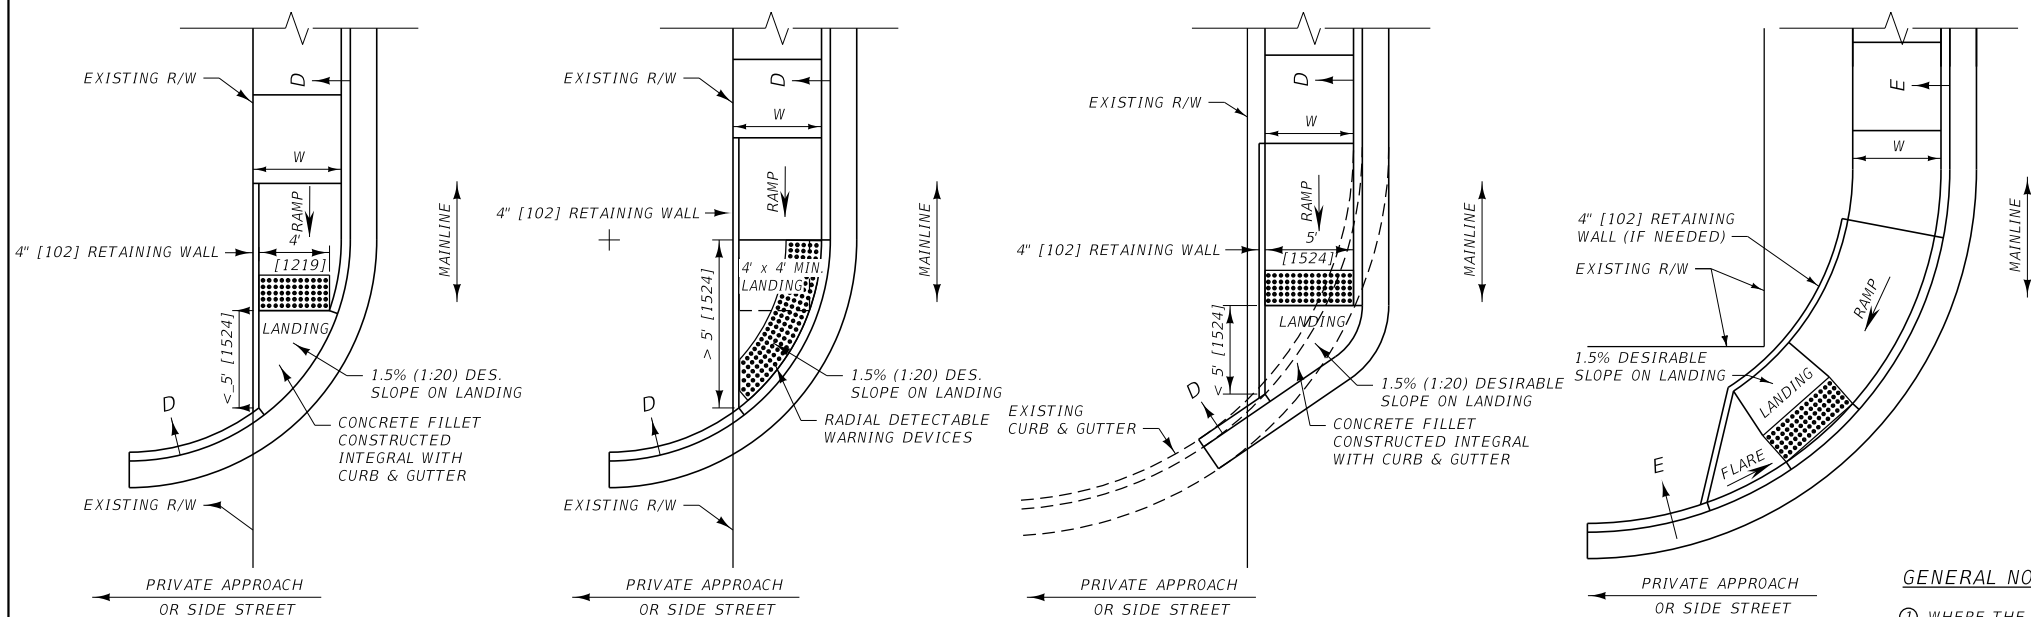 EXISTING R/W
D
W
RAMP
4'
[1219]
4" [102] RETAINING WALL
MAINLINE
LANDING
< 5' [1524]
1.5% (1:20) DES.
SLOPE ON LANDING
D
CONCRETE FILLET
CONSTRUCTED
INTEGRAL WITH
CURB & GUTTER
EXISTING R/W
PRIVATE APPROACH
OR SIDE STREET
EXISTING R/W
D
W
RAMP
4" [102] RETAINING WALL
MAINLINE
4' x 4' MIN.
LANDING
> 5' [1524]
1.5% (1:20) DES.
SLOPE ON LANDING
D
RADIAL DETECTABLE
WARNING DEVICES
EXISTING R/W
PRIVATE APPROACH
OR SIDE STREET
EXISTING R/W
D
W
RAMP
5'
[1524]
4" [102] RETAINING WALL
MAINLINE
LANDING
< 5' [1524]
1.5% (1:20) DESIRABLE
SLOPE ON LANDING
D
EXISTING
CURB & GUTTER
CONCRETE FILLET
CONSTRUCTED INTEGRAL
WITH CURB & GUTTER
PRIVATE APPROACH
OR SIDE STREET
E
W
4" [102] RETAINING
WALL (IF NEEDED)
EXISTING R/W
MAINLINE
RAMP
1.5% DESIRABLE
SLOPE ON LANDING
LANDING
FLARE
E
PRIVATE APPROACH
OR SIDE STREET
GENERAL NO
① WHERE THE